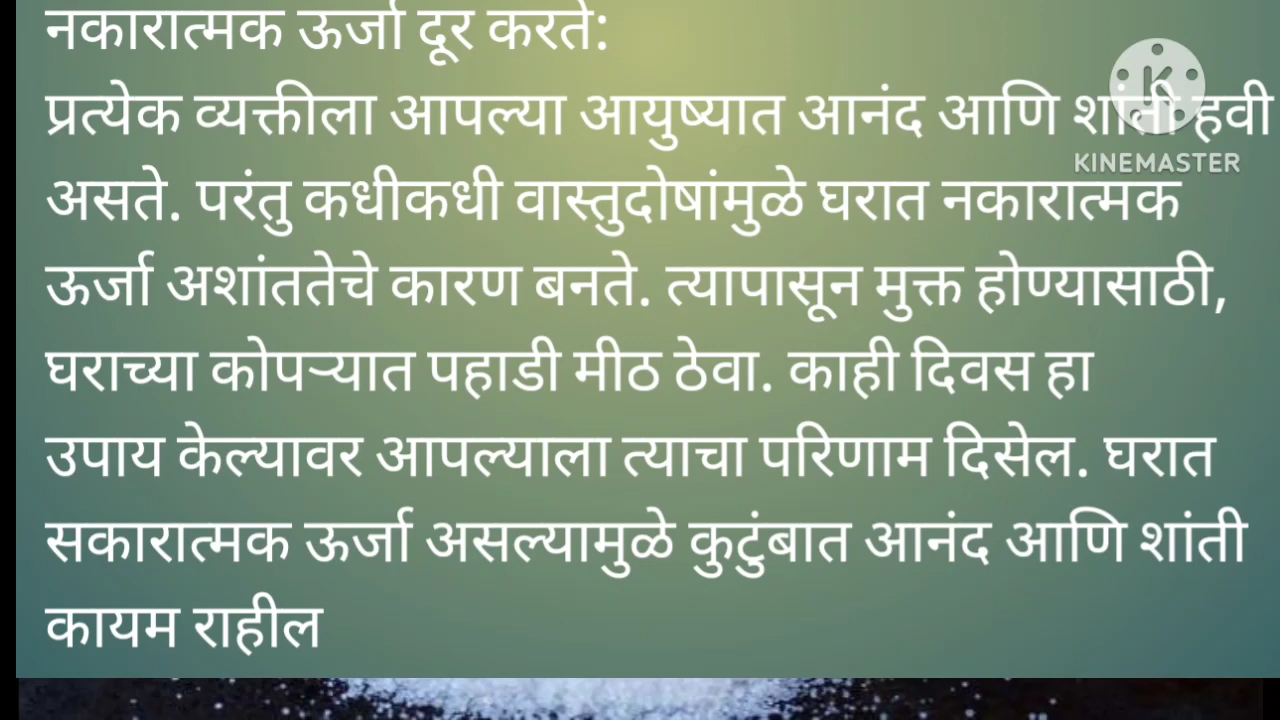 नकारात्मक ऊर्जा दूर करते:
प्रत्येक व्यक्तीला आपल्या आयुष्यात आनंद आणि शांती हवी
असते. परंतु कधीकधी वास्तुदोषांमुळे घरात नकारात्मक
ऊर्जा अशांततेचे कारण बनते. त्यापासून मुक्त होण्यासाठी,
घराच्या कोपऱ्यात पहाडी मीठ ठेवा. काही दिवस हा
उपाय केल्यावर आपल्याला त्याचा परिणाम दिसेल. घरात
सकारात्मक ऊर्जा असल्यामुळे कुटुंबात आनंद आणि शांती
कायम राहील
K
KINEMASTER